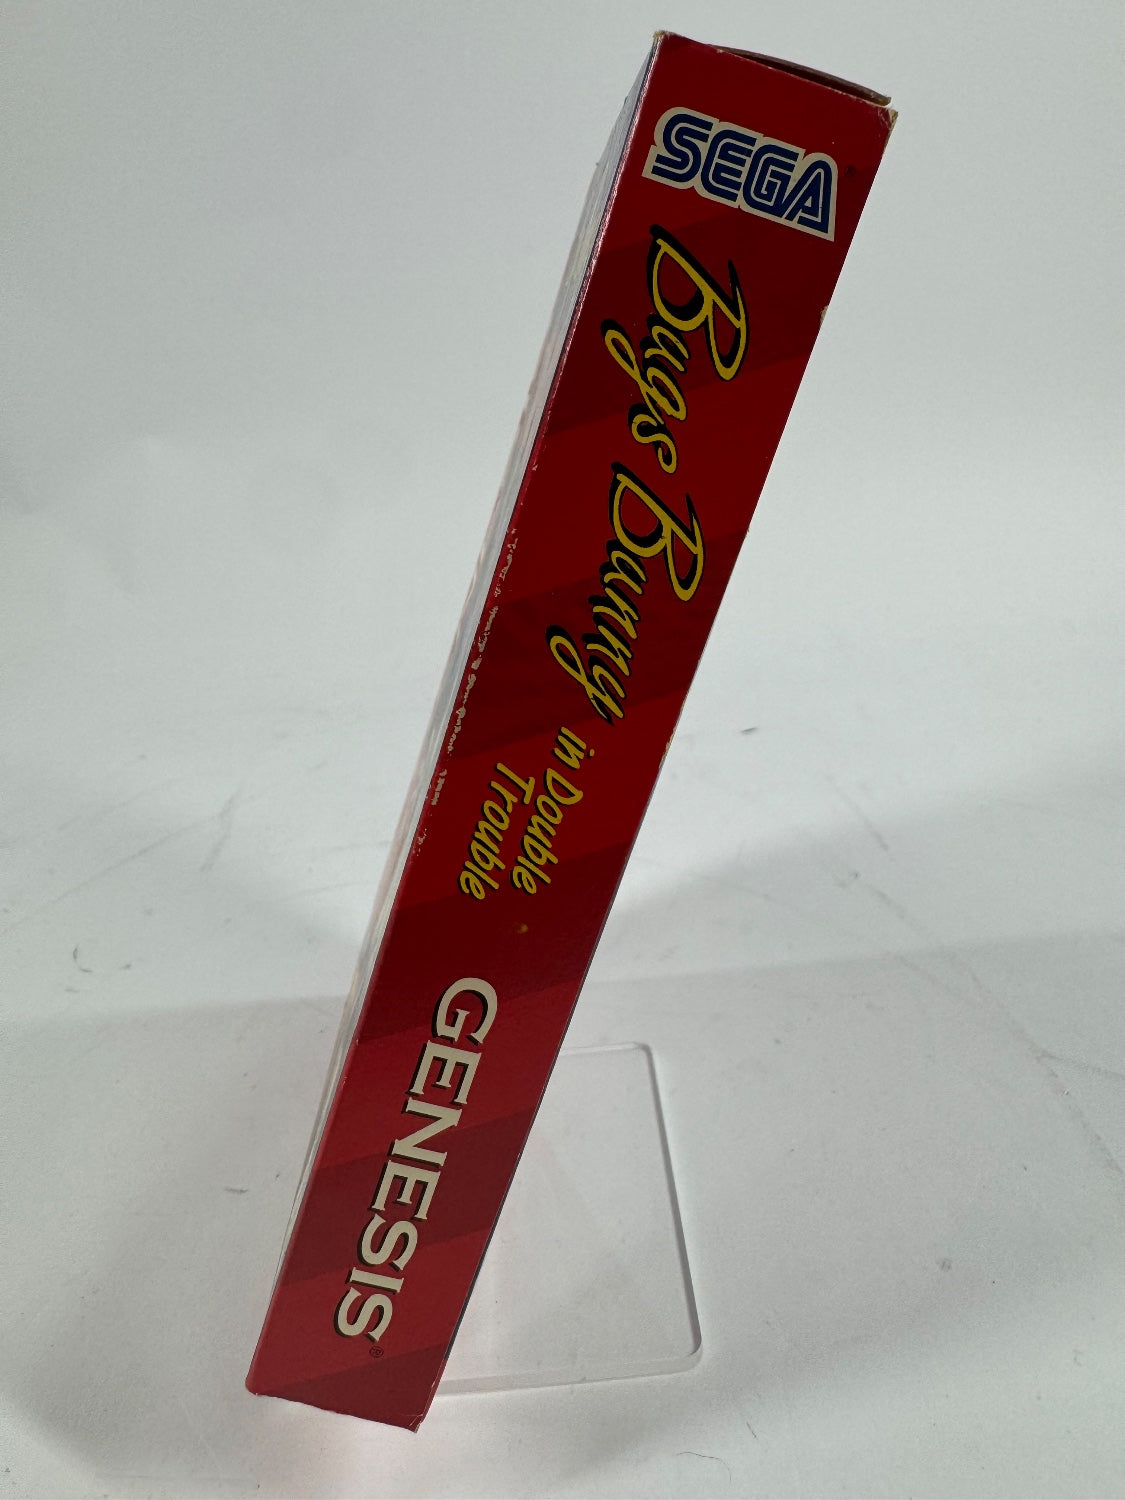 SEGA®
Bugs Bunny in Double
Trouble
GENESIS®